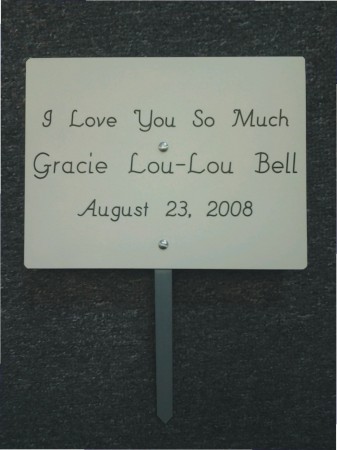 I Love You So Much
Gracie Lou-Lou Bell
August 23, 2008